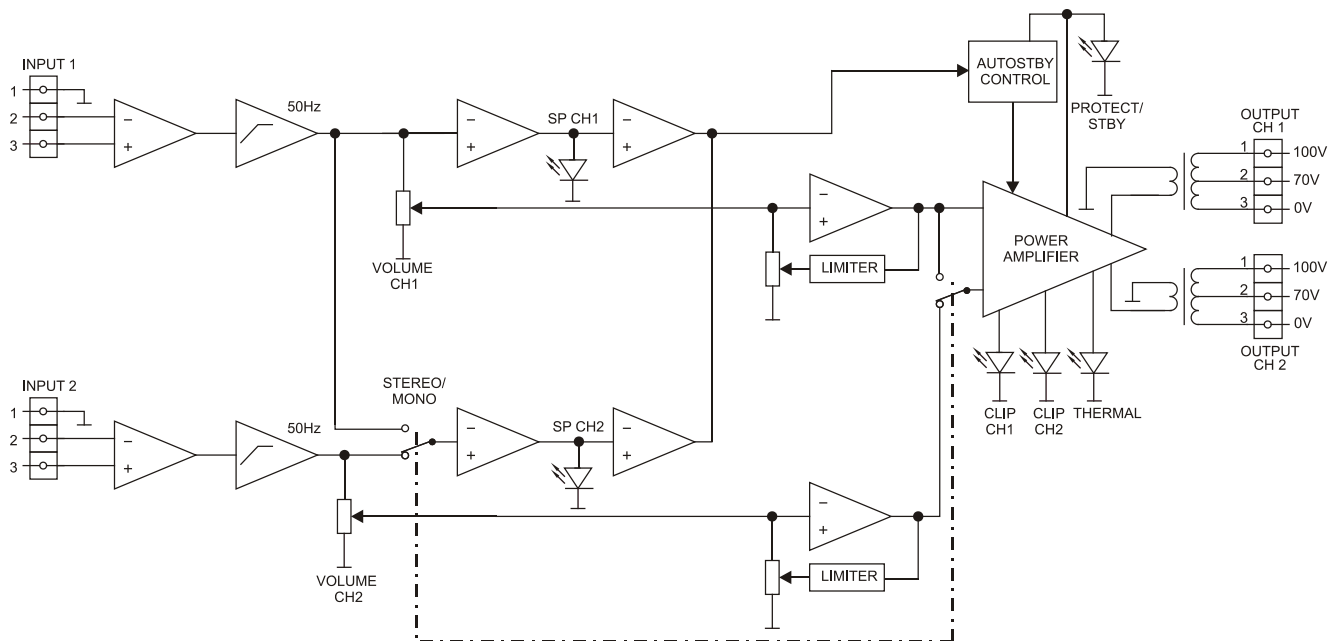 INPUT 1
1
2
3
− +
50Hz
− +
SP CH1
− +
AUTOSTBY
CONTROL
PROTECT/
STBY
OUTPUT
CH 1
1 100V
2 70V
3 0V
VOLUME
CH1
− +
LIMITER
POWER
AMPLIFIER
1 100V
2 70V
3 0V
OUTPUT
CH 2
CLIP
CH1
CLIP
CH2
THERMAL
INPUT 2
1
2
3
− +
50Hz
STEREO/
MONO
− +
SP CH2
− +
VOLUME
CH2
− +
LIMITER